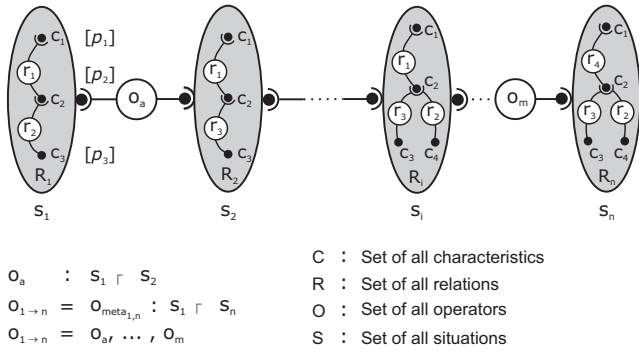 c₁ [p₁] c₁ c₁ c₁
r₁ r₁ r₁ r₄
[p₂]
c₂ oₐ c₂ ...... c₂ ... oₘ c₂
r₂ r₃ r₃ r₂ r₃ r₂
c₃ [p₃] c₃ c₃ c₄ c₃ c₄
R₁ R₂ Rᵢ Rₙ
s₁ s₂ sᵢ sₙ
oₐ : s₁ ┌ s₂
o₁→ₙ = o_meta₁,ₙ : s₁ ┌ sₙ
o₁→ₙ = oₐ, ... , oₘ
C : Set of all characteristics
R : Set of all relations
O : Set of all operators
S : Set of all situations